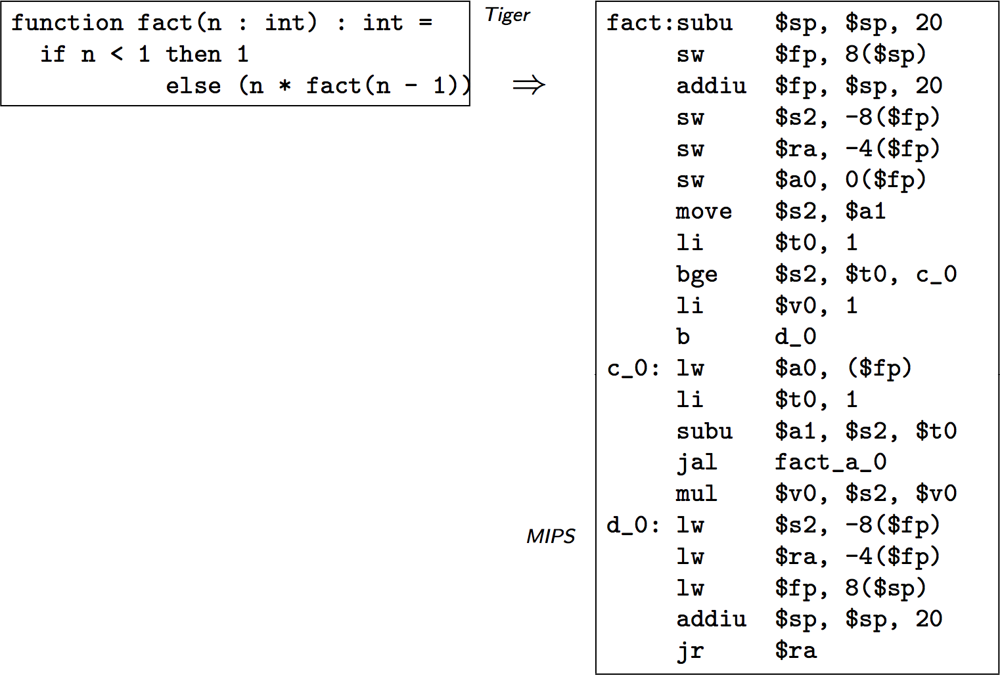 function fact(n : int) : int =
  if n < 1 then 1
           else (n * fact(n - 1))
Tiger
⇒
fact:subu   $sp, $sp, 20
     sw     $fp, 8($sp)
     addiu  $fp, $sp, 20
     sw     $s2, -8($fp)
     sw     $ra, -4($fp)
     sw     $a0, 0($fp)
     move   $s2, $a1
     li     $t0, 1
     bge    $s2, $t0, c_0
     li     $v0, 1
     b      d_0
c_0: lw     $a0, ($fp)
     li     $t0, 1
     subu   $a1, $s2, $t0
     jal    fact_a_0
     mul    $v0, $s2, $v0
d_0: lw     $s2, -8($fp)
     lw     $ra, -4($fp)
     lw     $fp, 8($sp)
     addiu  $sp, $sp, 20
     jr     $ra
MIPS